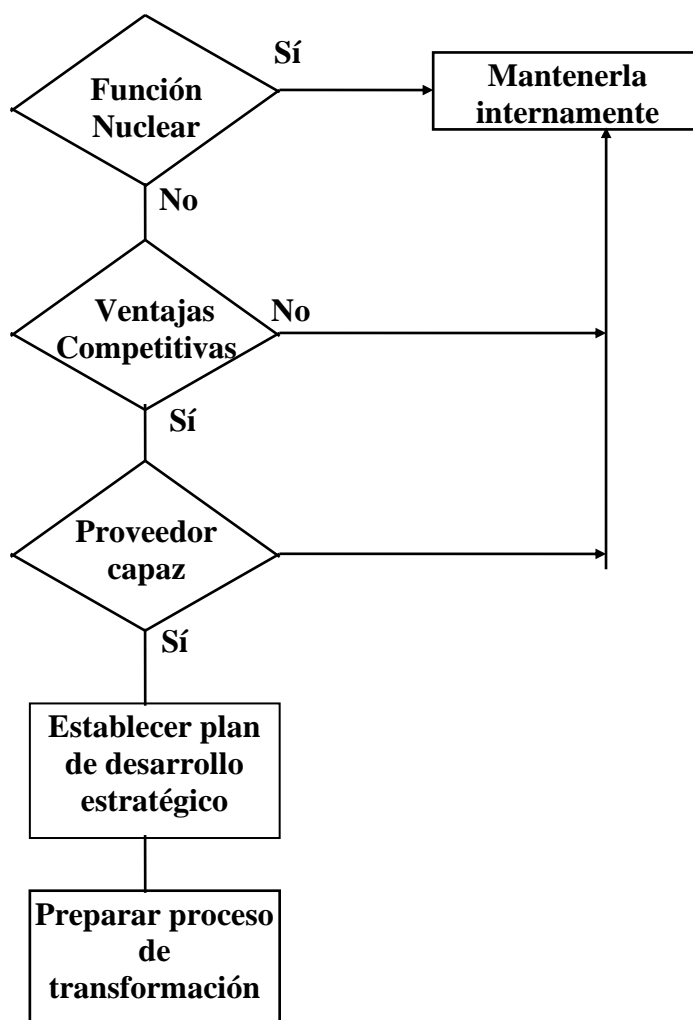 Sí
Función
Nuclear
Mantenerla
internamente
No
Ventajas
Competitivas
No
Sí
Proveedor
capaz
Sí
Establecer plan
de desarrollo
estratégico
Preparar proceso
de
transformación